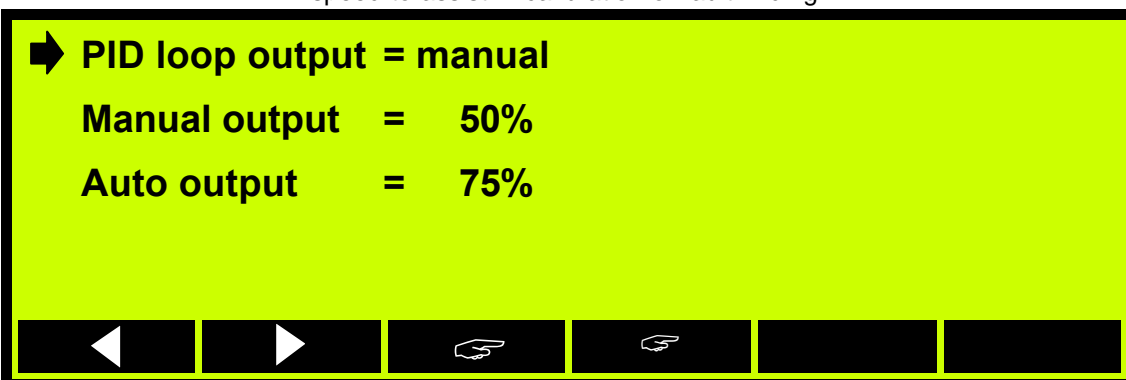 PID loop output = manual
Manual output = 50%
Auto output = 75%